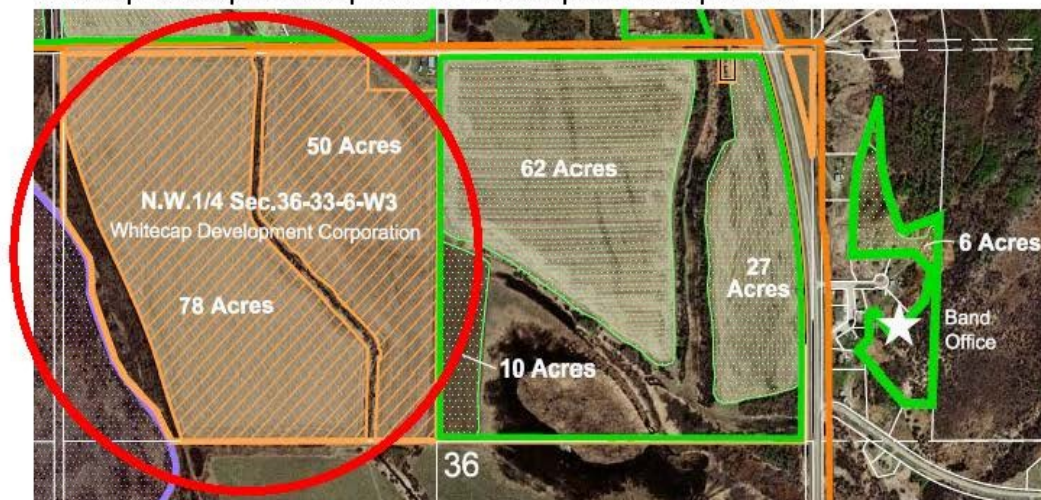 50 Acres
N.W.1/4 Sec.36-33-6-W3
Whitecap Development Corporation
78 Acres
62 Acres
27
Acres
10 Acres
6 Acres
Band
Office
36